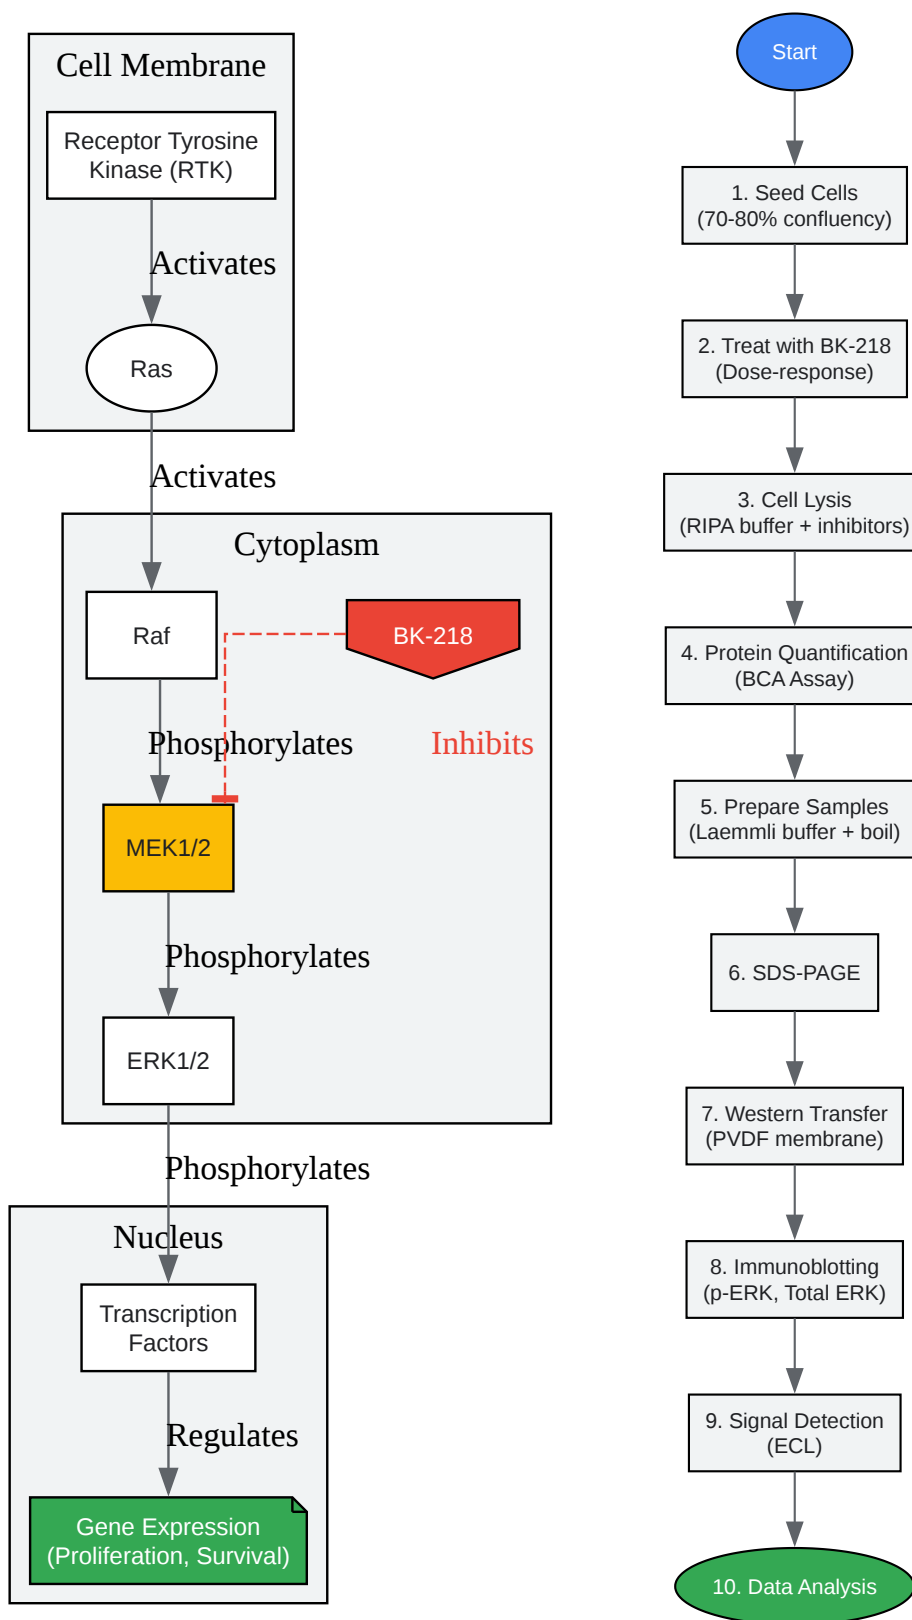 Cell Membrane
Receptor Tyrosine
Kinase (RTK)
Activates
Ras
Activates
Cytoplasm
Raf
BK-218
Phosphorylates
Inhibits
MEK1/2
Phosphorylates
ERK1/2
Phosphorylates
Nucleus
Transcription
Factors
Regulates
Gene Expression
(Proliferation, Survival)
Start
1. Seed Cells
(70-80% confluency)
2. Treat with BK-218
(Dose-response)
3. Cell Lysis
(RIPA buffer + inhibitors)
4. Protein Quantification
(BCA Assay)
5. Prepare Samples
(Laemmli buffer + boil)
6. SDS-PAGE
7. Western Transfer
(PVDF membrane)
8. Immunoblotting
(p-ERK, Total ERK)
9. Signal Detection
(ECL)
10. Data Analysis